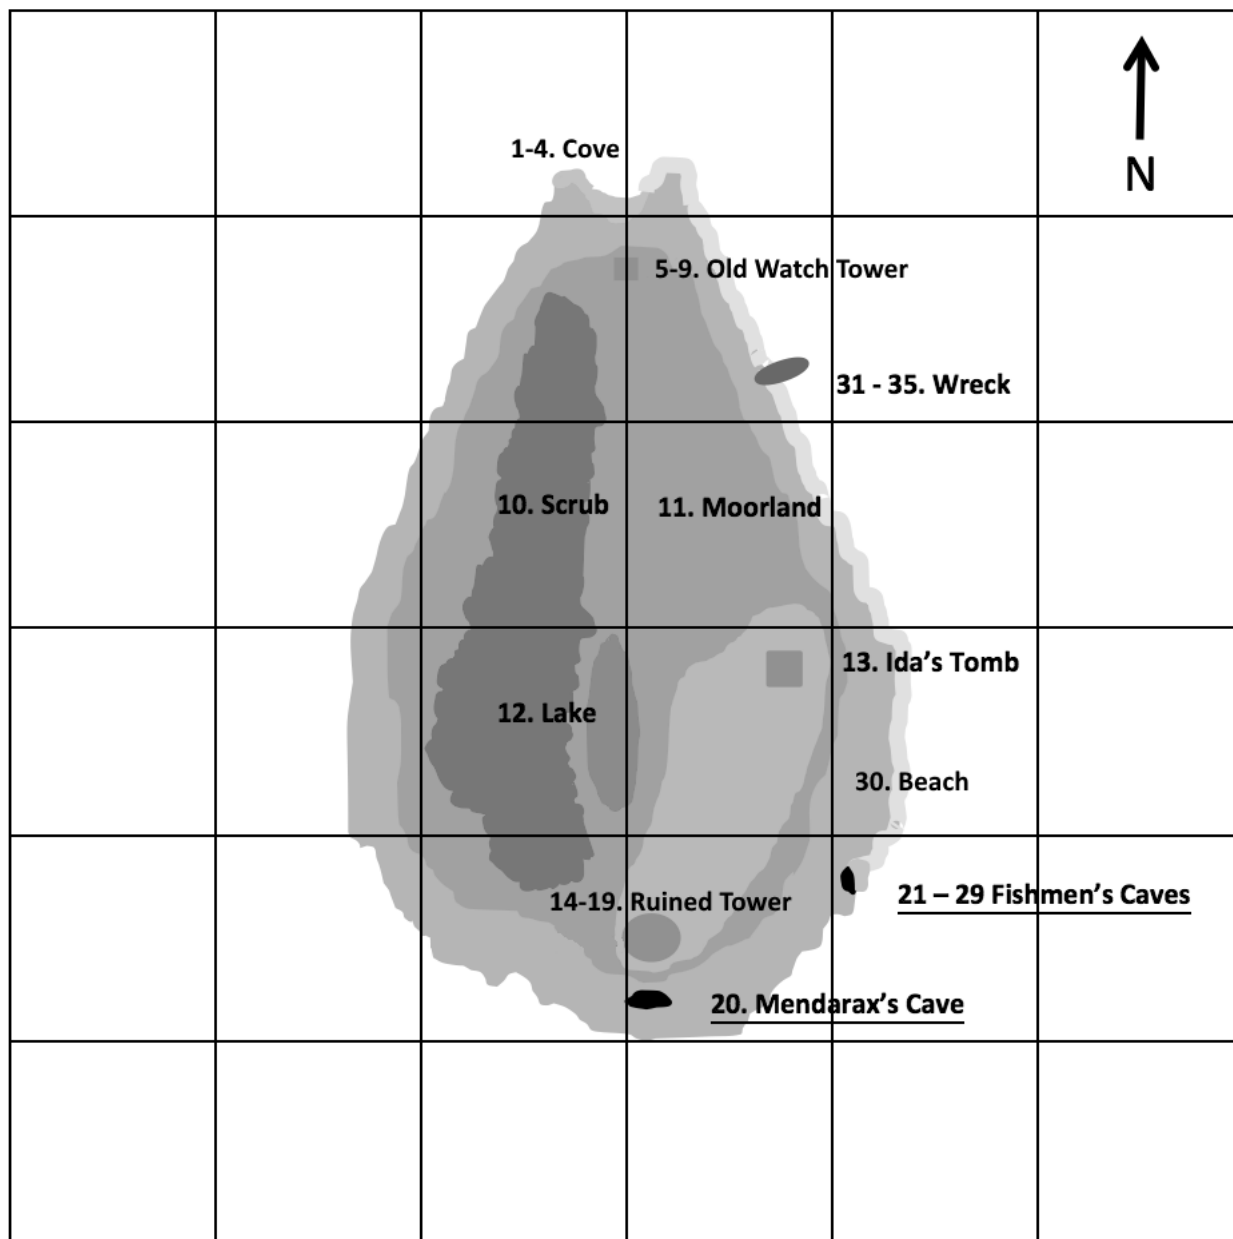 1-4. Cove
N
5-9. Old Watch Tower
31 - 35. Wreck
10. Scrub
11. Moorland
13. Ida’s Tomb
12. Lake
30. Beach
14-19. Ruined Tower
21 – 29 Fishmen’s Caves
20. Mendarax’s Cave